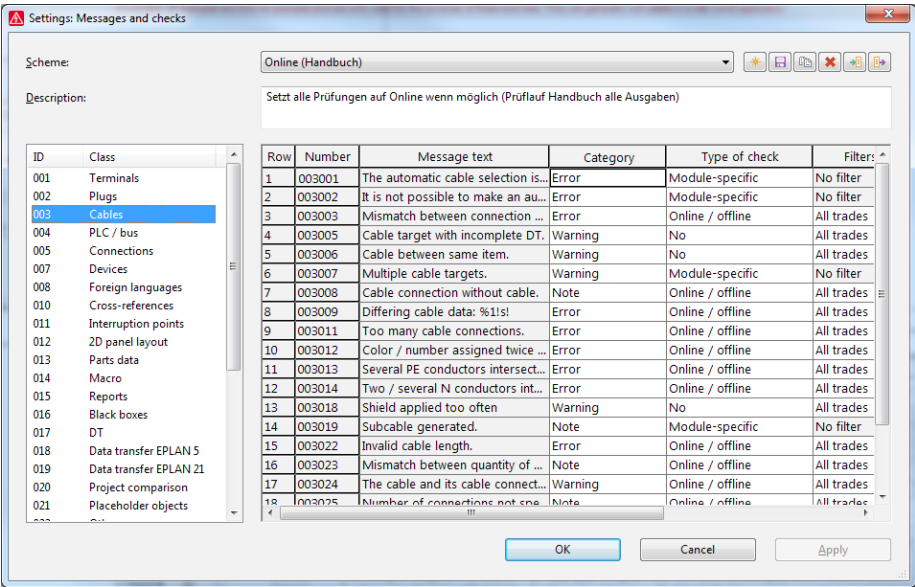 Settings: Messages and checks
Scheme:
Online (Handbuch)
Description:
Setzt alle Prüfungen auf Online wenn möglich (Prüflauf Handbuch alle Ausgaben)
ID Class
001 Terminals
002 Plugs
003 Cables
004 PLC / bus
005 Connections
007 Devices
008 Foreign languages
010 Cross-references
011 Interruption points
012 2D panel layout
013 Parts data
014 Macro
015 Reports
016 Black boxes
017 DT
018 Data transfer EPLAN 5
019 Data transfer EPLAN 21
020 Project comparison
021 Placeholder objects
Row Number Message text Category Type of check Filters
1 003001 The automatic cable selection is... Error Module-specific No filter
2 003002 It is not possible to make an au... Error Module-specific No filter
3 003003 Mismatch between connection ... Error Online / offline All trades
4 003005 Cable target with incomplete DT. Warning No All trades
5 003006 Cable between same item. Warning No All trades
6 003007 Multiple cable targets. Warning Module-specific No filter
7 003008 Cable connection without cable. Note Online / offline All trades
8 003009 Differing cable data: %1!s! Error Online / offline All trades
9 003011 Too many cable connections. Error Online / offline All trades
10 003012 Color / number assigned twice ... Error Online / offline All trades
11 003013 Several PE conductors intersect... Error Online / offline All trades
12 003014 Two / several N conductors int... Error Online / offline All trades
13 003018 Shield applied too often Warning No All trades
14 003019 Subcable generated. Note Module-specific No filter
15 003022 Invalid cable length. Error Online / offline All trades
16 003023 Mismatch between quantity of ... Note Online / offline All trades
17 003024 The cable and its cable connect... Warning Online / offline All trades
18 003025 Number of connections not spe... Note Online / offline All trades
OK Cancel Apply